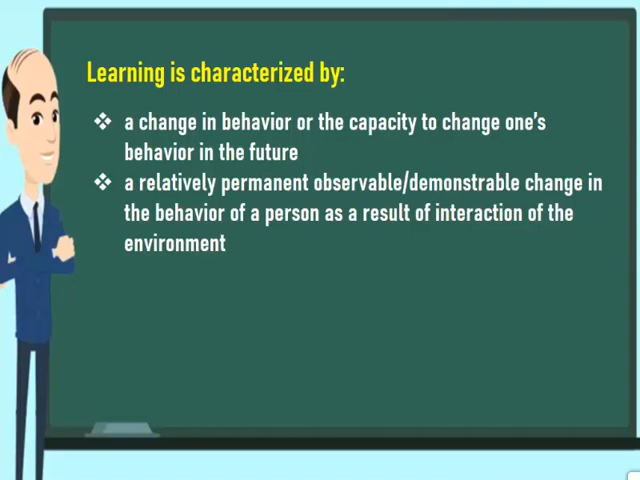 Learning is characterized by:
❖ a change in behavior or the capacity to change one's
behavior in the future
❖ a relatively permanent observable/demonstrable change in
the behavior of a person as a result of interaction of the
environment